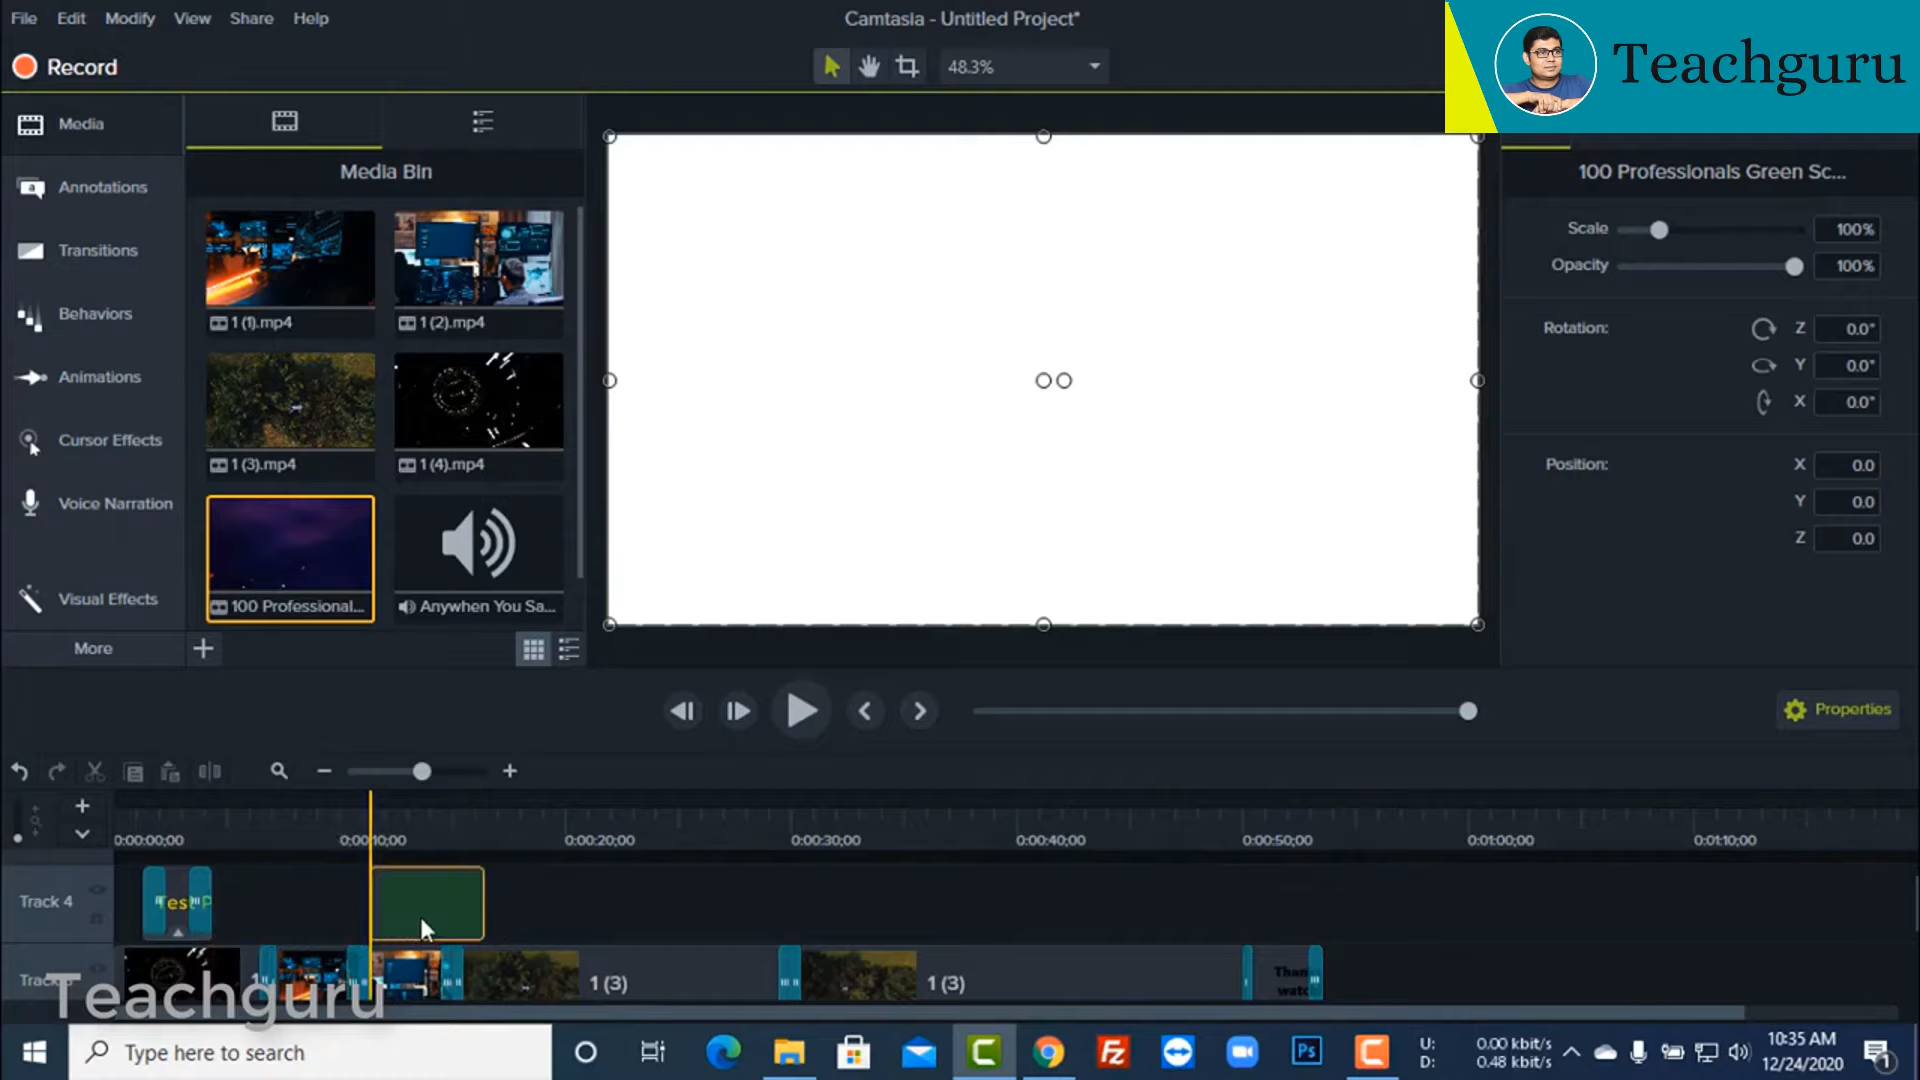 File Edit Modify View Share Help
Camtasia - Untitled Project*
Teachguru
Record
48.3%
Media
Annotations
Transitions
Behaviors
Animations
Cursor Effects
Voice Narration
Visual Effects
More
Media Bin
1 (1).mp4
1 (2).mp4
1 (3).mp4
1 (4).mp4
100 Professional...
Anywhen You Sa...
100 Professionals Green Sc...
Scale 100%
Opacity 100%
Rotation: Z 0.0°
Y 0.0°
X 0.0°
Position: X 0.0
Y 0.0
Z 0.0
Properties
0:00:00;00 0:00:10;00 0:00:20;00 0:00:30;00 0:00:40;00 0:00:50;00 0:01:00;00 0:01:10;00
Track 4
Test P
Track
1 (3)
1 (3)
Teachguru
Type here to search
U: 0.00 kbit/s
D: 0.48 kbit/s
10:35 AM
12/24/2020
1